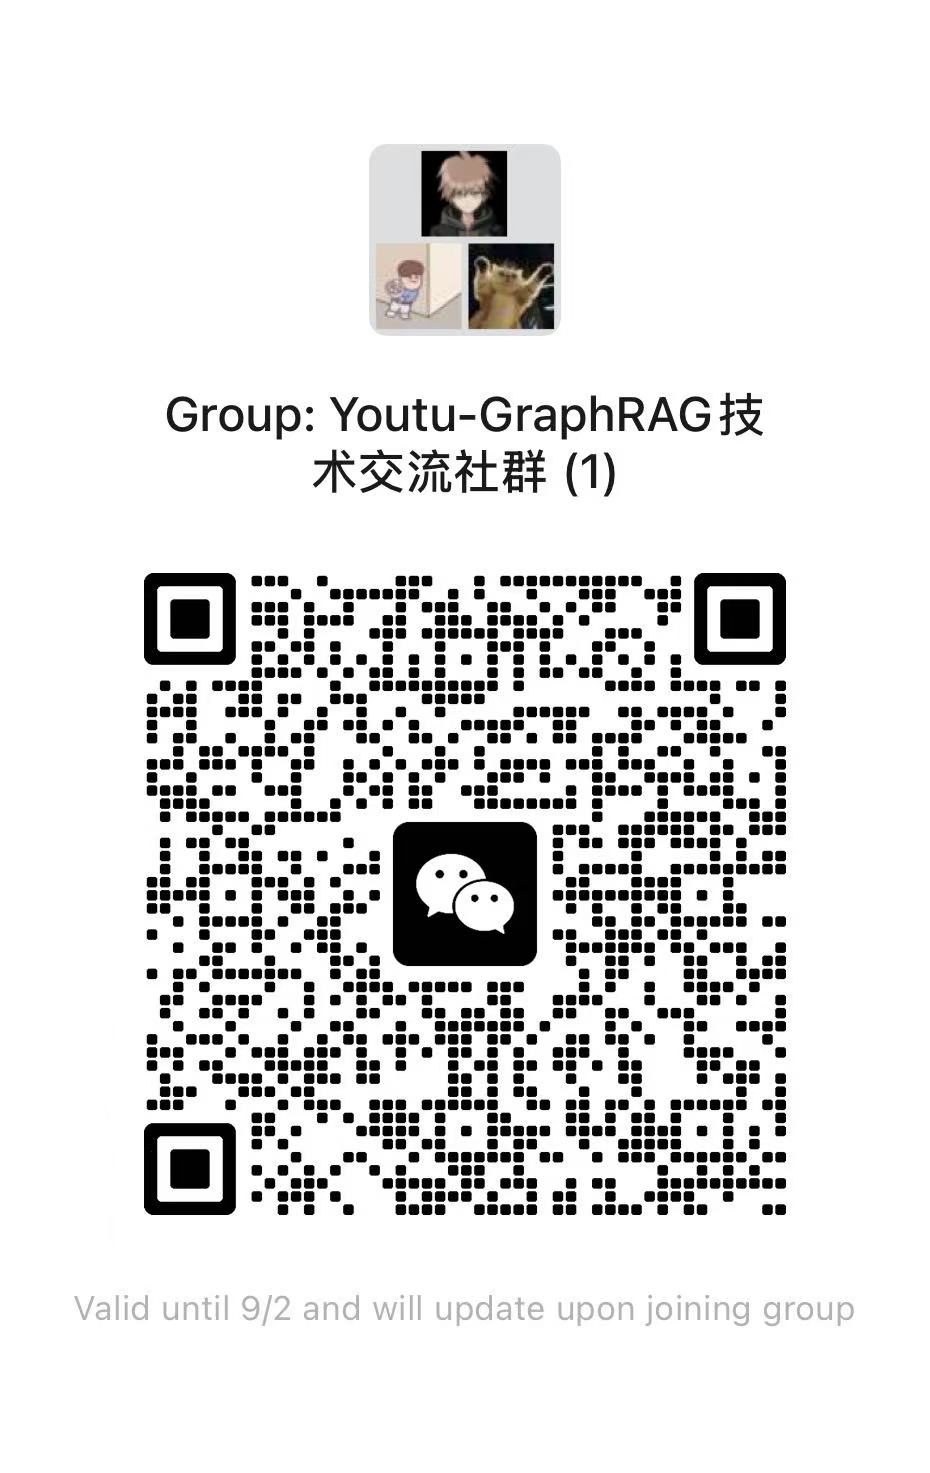 Group: Youtu-GraphRAG技
术交流社群 (1)
Valid until 9/2 and will update upon joining group